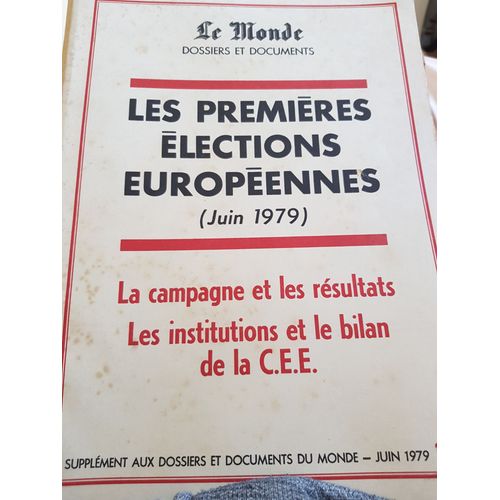 Le Monde
DOSSIERS ET DOCUMENTS
LES PREMIÈRES
ÉLECTIONS
EUROPÉENNES
(Juin 1979)
La campagne et les résultats
Les institutions et le bilan
de la C.E.E.
SUPPLÉMENT AUX DOSSIERS ET DOCUMENTS DU MONDE – JUIN 1979